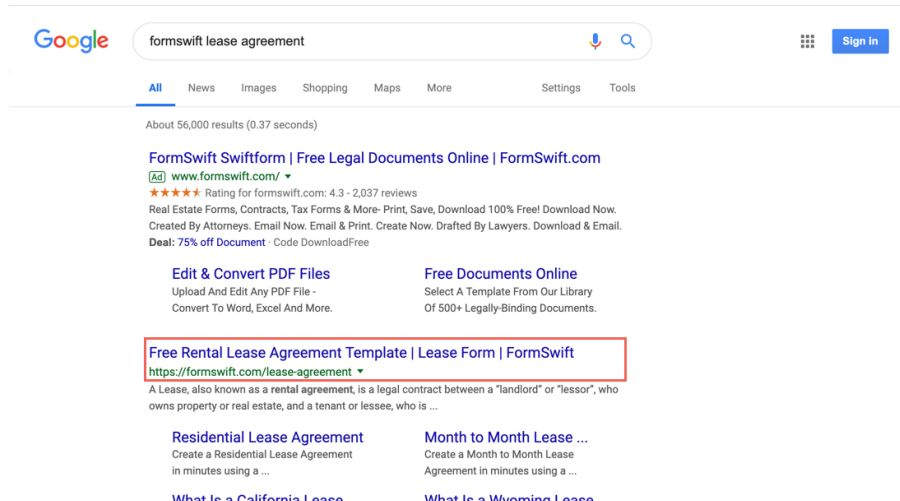 Google
formswift lease agreement
Sign in
All News Images Shopping Maps More Settings Tools
About 56,000 results (0.37 seconds)
FormSwift Swiftform | Free Legal Documents Online | FormSwift.com
Ad www.formswift.com/
Rating for formswift.com: 4.3 - 2,037 reviews
Real Estate Forms, Contracts, Tax Forms & More- Print, Save, Download 100% Free! Download Now.
Created By Attorneys. Email Now. Email & Print. Create Now. Drafted By Lawyers. Download & Email.
Deal: 75% off Document · Code DownloadFree
Edit & Convert PDF Files
Upload And Edit Any PDF File -
Convert To Word, Excel And More.
Free Documents Online
Select A Template From Our Library
Of 500+ Legally-Binding Documents.
Free Rental Lease Agreement Template | Lease Form | FormSwift
https://formswift.com/lease-agreement
A Lease, also known as a rental agreement, is a legal contract between a “landlord” or “lessor”, who
owns property or real estate, and a tenant or lessee, who is ...
Residential Lease Agreement
Create a Residential Lease Agreement
in minutes using a ...
Month to Month Lease ...
Create a Month to Month Lease
Agreement in minutes using a ...
What Is a California Lease
What Is a Wyoming Lease